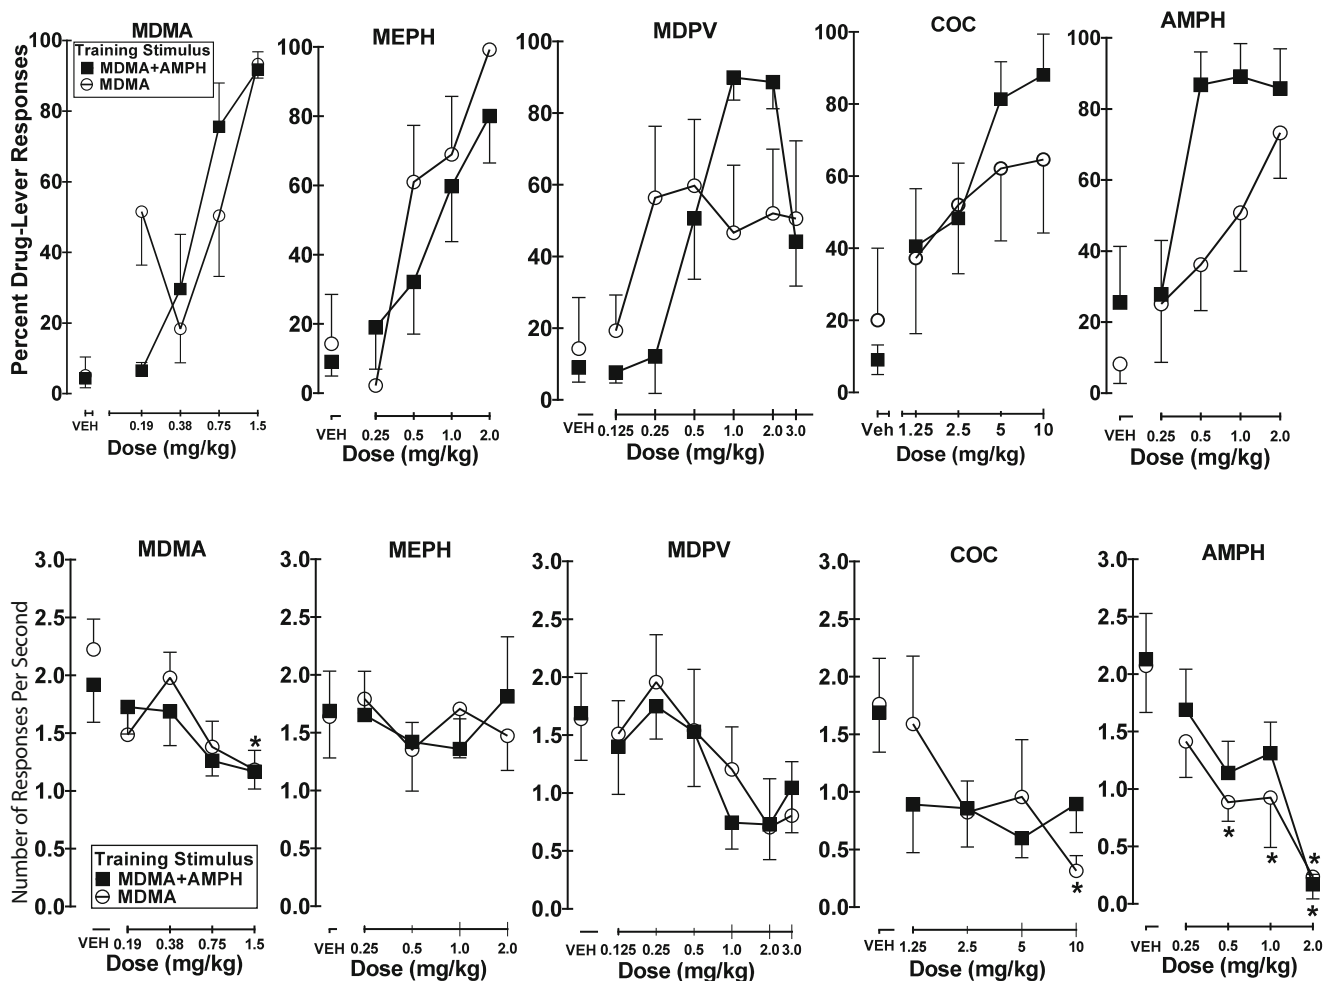 MDMA
Training Stimulus
MDMA+AMPH
MDMA
Percent Drug-Lever Responses
100
80
60
40
20
0
VEH 0.19 0.38 0.75 1.5
Dose (mg/kg)
MEPH
100
80
60
40
20
0
VEH 0.25 0.5 1.0 2.0
Dose (mg/kg)
MDPV
100
80
60
40
20
0
VEH 0.125 0.25 0.5 1.0 2.0 3.0
Dose (mg/kg)
COC
100
80
60
40
20
0
Veh 1.25 2.5 5 10
Dose (mg/kg)
AMPH
100
80
60
40
20
0
VEH 0.25 0.5 1.0 2.0
Dose (mg/kg)
MDMA
Number of Responses Per Second
3.0
2.5
2.0
1.5
1.0
0.5
0.0
*
Training Stimulus
MDMA+AMPH
MDMA
VEH 0.19 0.38 0.75 1.5
Dose (mg/kg)
MEPH
3.0
2.5
2.0
1.5
1.0
0.5
0.0
VEH 0.25 0.5 1.0 2.0
Dose (mg/kg)
MDPV
3.0
2.5
2.0
1.5
1.0
0.5
0.0
VEH 0.125 0.25 0.5 1.0 2.0 3.0
Dose (mg/kg)
COC
3.0
2.5
2.0
1.5
1.0
0.5
0.0
*
VEH 1.25 2.5 5 10
Dose (mg/kg)
AMPH
3.0
2.5
2.0
1.5
1.0
0.5
0.0
* * *
*
VEH 0.25 0.5 1.0 2.0
Dose (mg/kg)